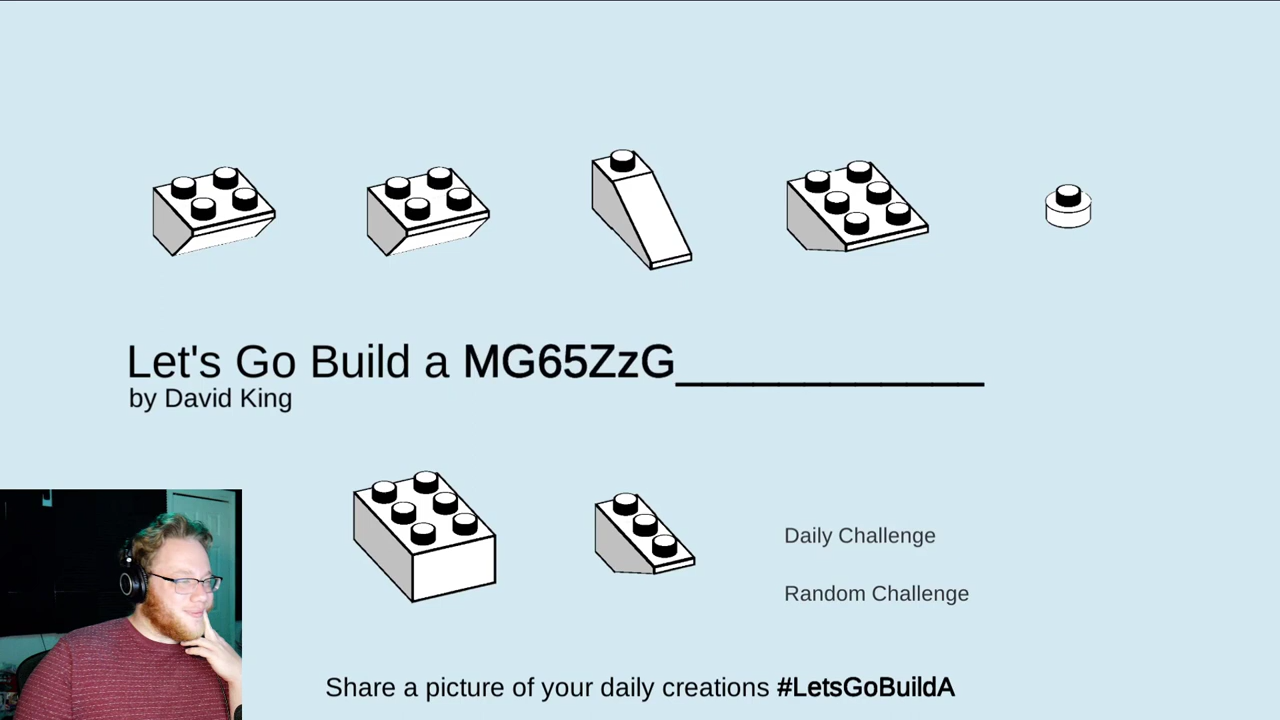 Let's Go Build a MG65ZzG____________
by David King
Daily Challenge
Random Challenge
Share a picture of your daily creations #LetsGoBuildA